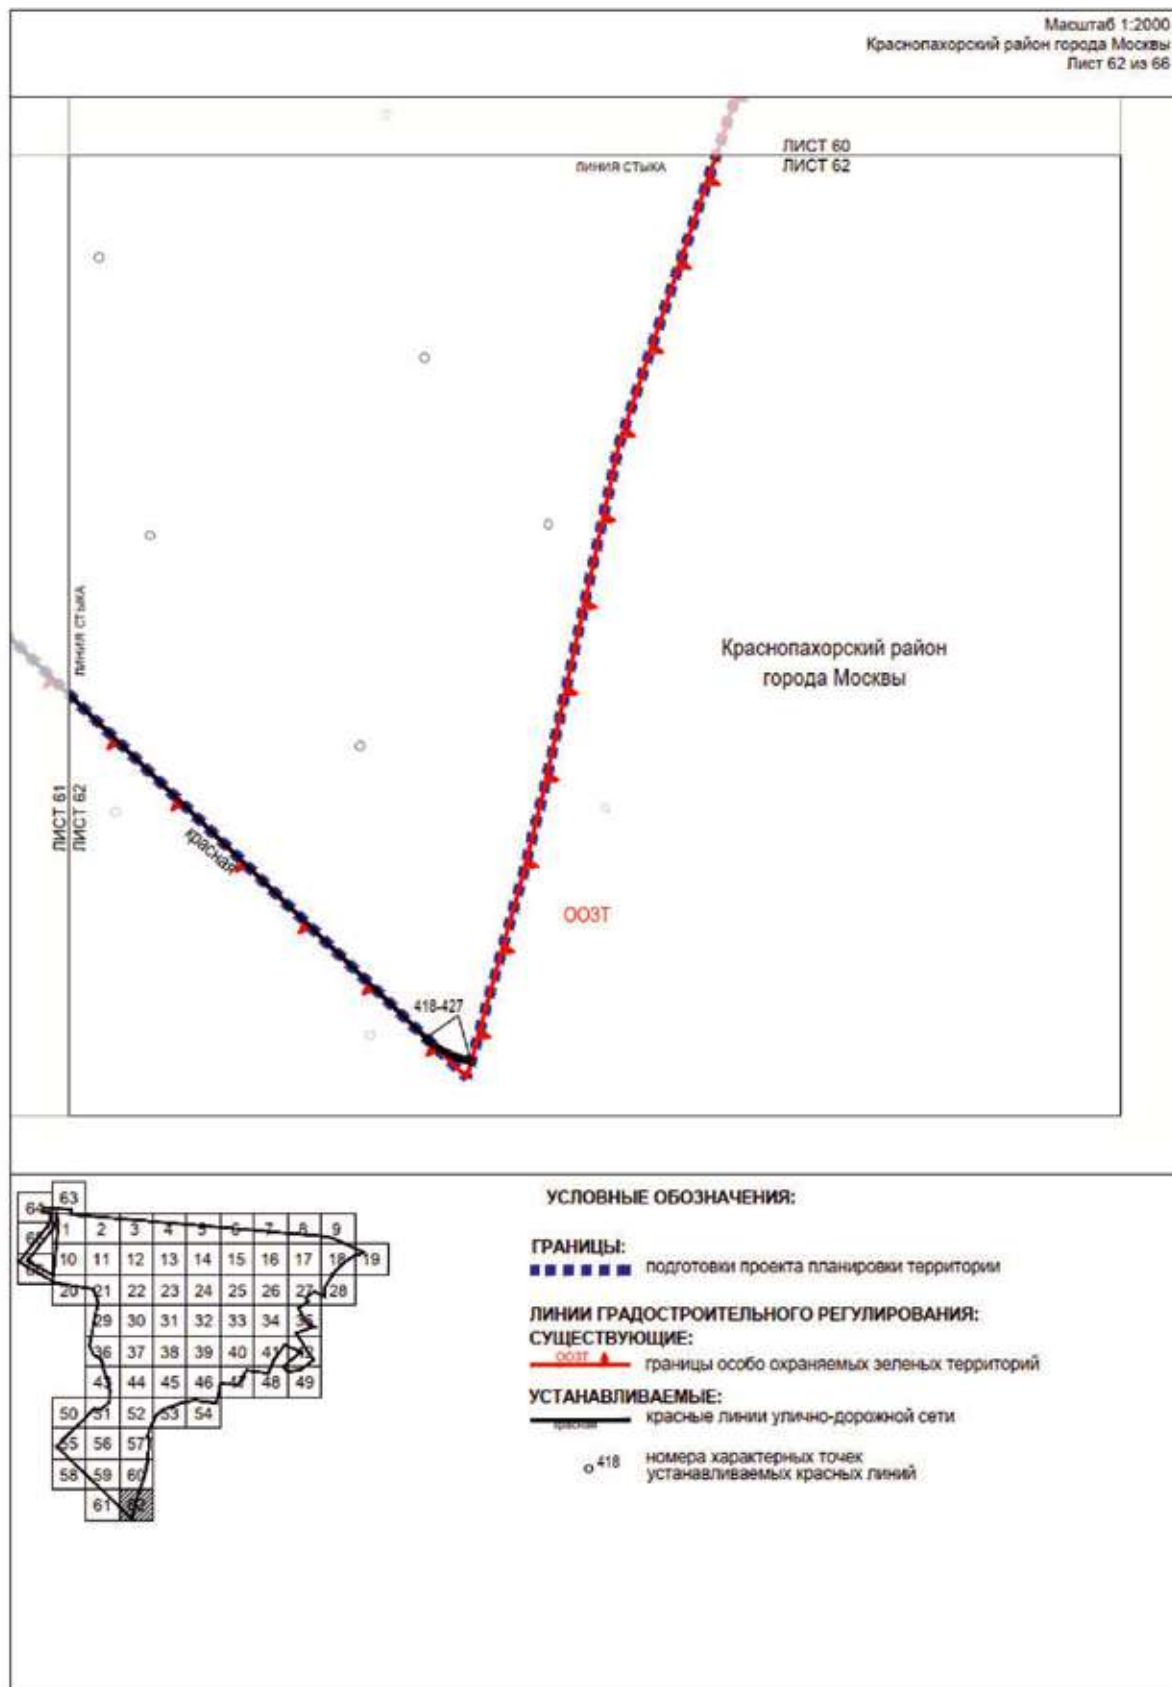 Масштаб 1:2000
Краснопахорский район города Москвы
Лист 62 из 66
ЛИНИЯ СТЫКА
ЛИСТ 60
ЛИСТ 62
ЛИНИЯ СТЫКА
ЛИСТ 61
ЛИСТ 62
Краснопахорский район
города Москвы
красная
ООЗТ
418-427
63
64
1 2 3 4 5 6 7 8 9
10 11 12 13 14 15 16 17 18 19
20 21 22 23 24 25 26 27 28
29 30 31 32 33 34 35
36 37 38 39 40 41 42
43 44 45 46 47 48 49
50 51 52 53 54
55 56 57
58 59 60
61 62
УСЛОВНЫЕ ОБОЗНАЧЕНИЯ:
ГРАНИЦЫ:
подготовки проекта планировки территории
ЛИНИИ ГРАДОСТРОИТЕЛЬНОГО РЕГУЛИРОВАНИЯ:
СУЩЕСТВУЮЩИЕ:
ООЗТ
границы особо охраняемых зеленых территорий
УСТАНАВЛИВАЕМЫЕ:
красная
красные линии улично-дорожной сети
418
номера характерных точек
устанавливаемых красных линий